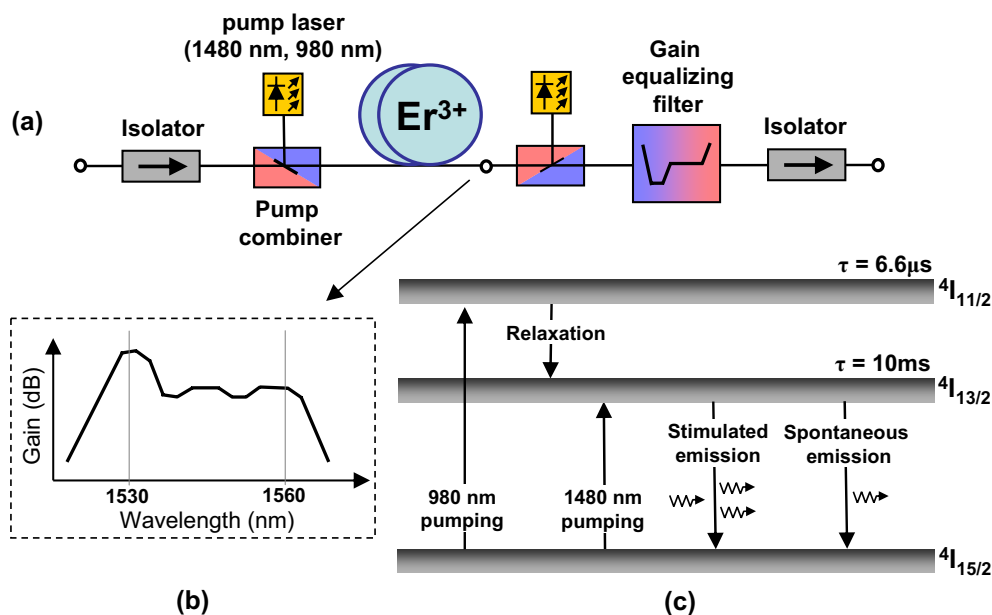 pump laser
(1480 nm, 980 nm)
Gain
equalizing
filter
(a)
Isolator
Er³⁺
Isolator
Pump
combiner
τ = 6.6μs
⁴I₁₁/₂
Relaxation
τ = 10ms
⁴I₁₃/₂
Gain (dB)
Stimulated
emission
Spontaneous
emission
1530
1560
Wavelength (nm)
980 nm
pumping
1480 nm
pumping
⁴I₁₅/₂
(b)
(c)